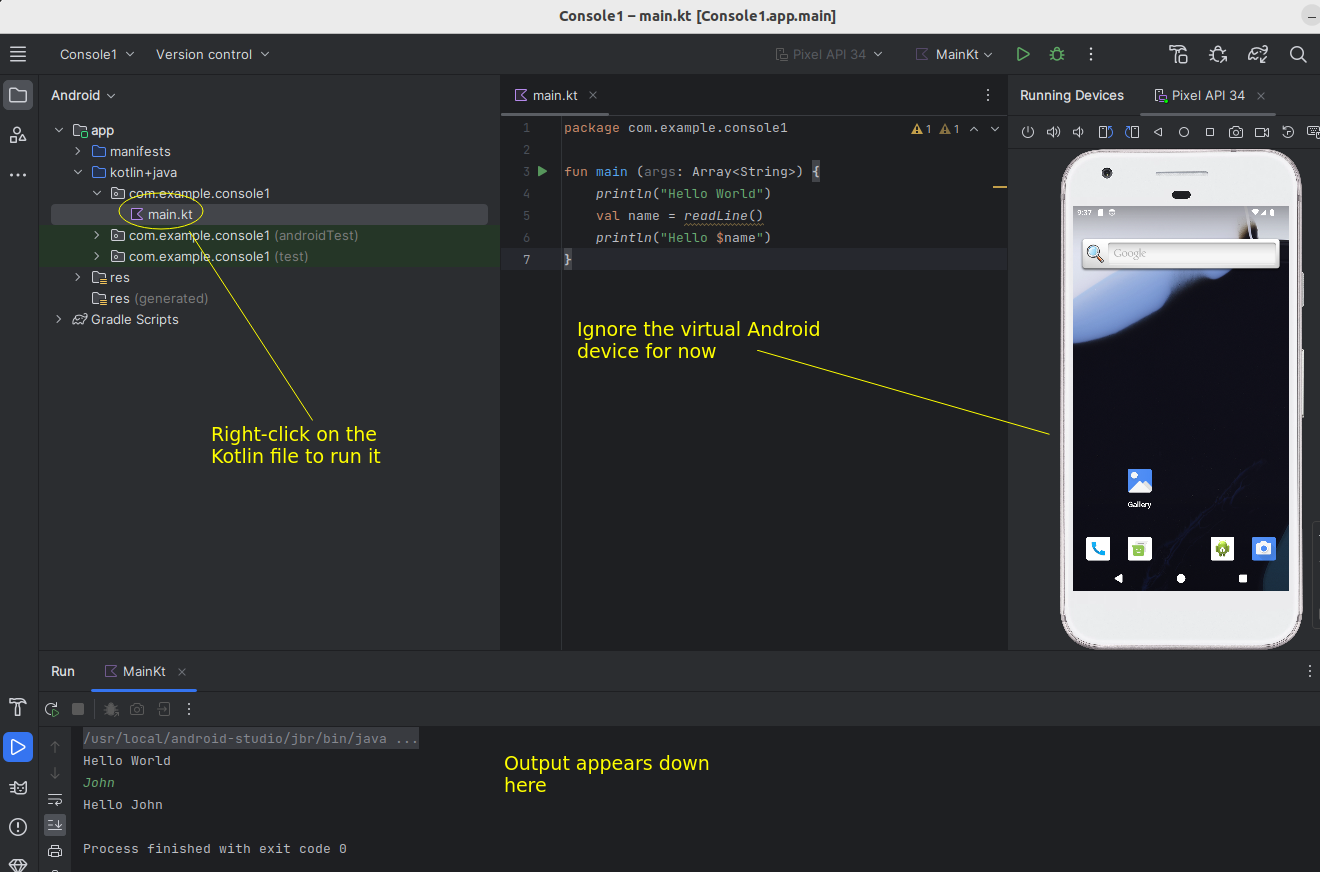 Console1 – main.kt [Console1.app.main]
Console1 Version control Pixel API 34 MainKt
Android main.kt Running Devices Pixel API 34
app
manifests
kotlin+java
com.example.console1
main.kt
com.example.console1 (androidTest)
com.example.console1 (test)
res
res (generated)
Gradle Scripts
Right-click on the
Kotlin file to run it
1 package com.example.console1 1 1
2
3 fun main (args: Array<String>) {
4 println("Hello World")
5 val name = readLine()
6 println("Hello $name")
7 }
Ignore the virtual Android
device for now
9:37
Google
Gallery
Run MainKt
/usr/local/android-studio/jbr/bin/java ...
Hello World
John
Hello John
Process finished with exit code 0
Output appears down
here